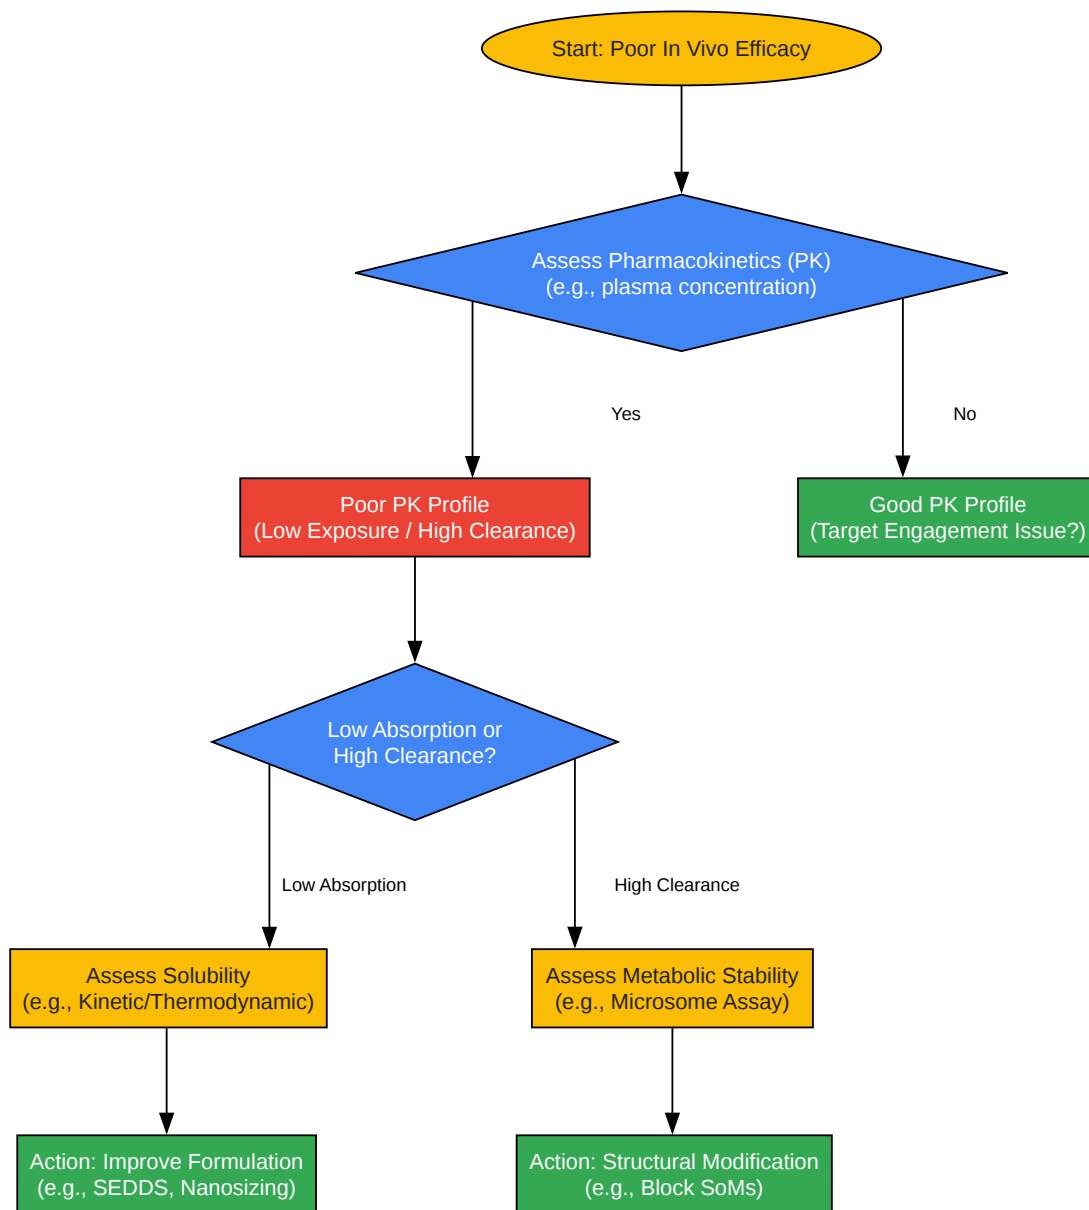 Start: Poor In Vivo Efficacy
Assess Pharmacokinetics (PK)
(e.g., plasma concentration)
Yes
No
Poor PK Profile
(Low Exposure / High Clearance)
Good PK Profile
(Target Engagement Issue?)
Low Absorption or
High Clearance?
Low Absorption
High Clearance
Assess Solubility
(e.g., Kinetic/Thermodynamic)
Assess Metabolic Stability
(e.g., Microsome Assay)
Action: Improve Formulation
(e.g., SEDDS, Nanosizing)
Action: Structural Modification
(e.g., Block SoMs)